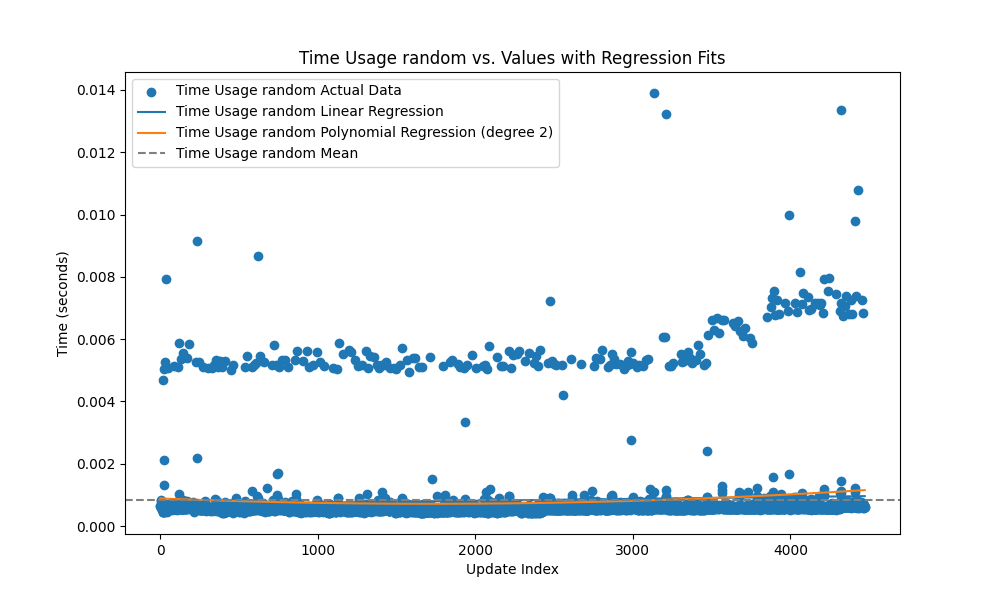 Time Usage random vs. Values with Regression Fits
Time Usage random Actual Data
Time Usage random Linear Regression
Time Usage random Polynomial Regression (degree 2)
Time Usage random Mean
Time (seconds)
0.014
0.012
0.010
0.008
0.006
0.004
0.002
0.000
0
1000
2000
3000
4000
Update Index